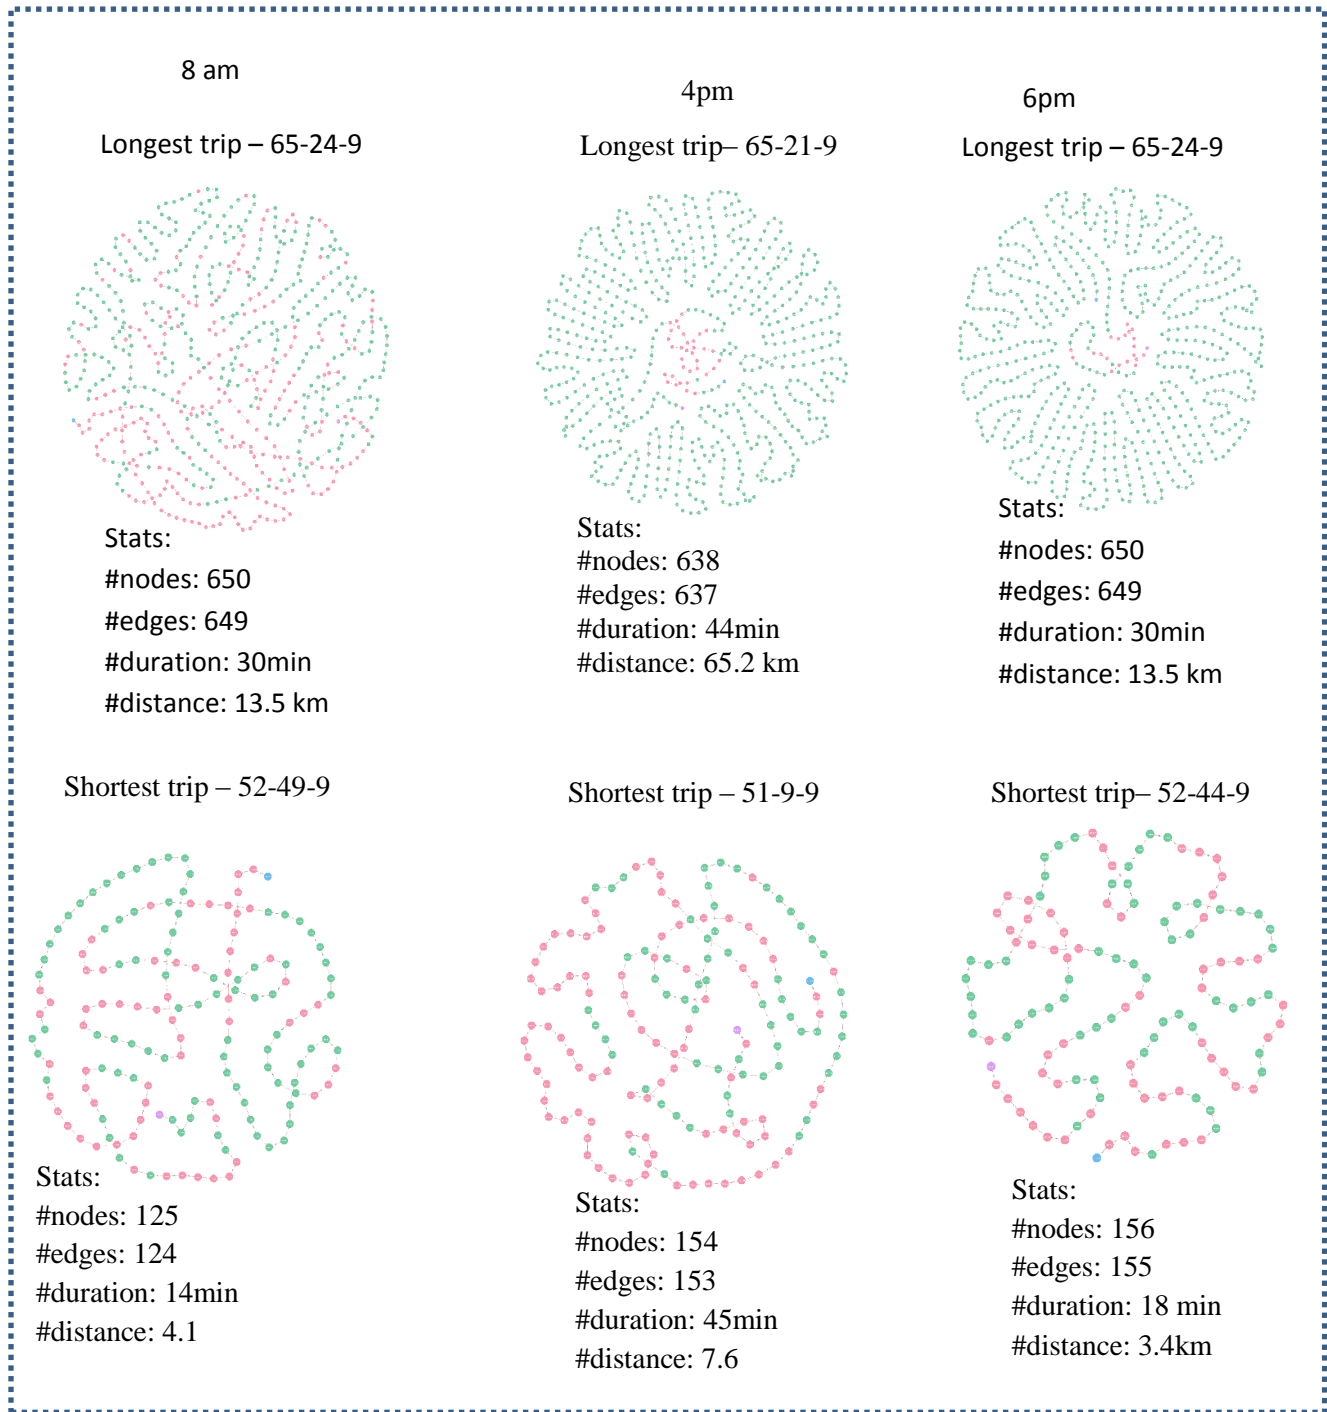 8 am
Longest trip – 65-24-9
Stats:
#nodes: 650
#edges: 649
#duration: 30min
#distance: 13.5 km
4pm
Longest trip– 65-21-9
Stats:
#nodes: 638
#edges: 637
#duration: 44min
#distance: 65.2 km
6pm
Longest trip – 65-24-9
Stats:
#nodes: 650
#edges: 649
#duration: 30min
#distance: 13.5 km
Shortest trip – 52-49-9
Stats:
#nodes: 125
#edges: 124
#duration: 14min
#distance: 4.1
Shortest trip – 51-9-9
Stats:
#nodes: 154
#edges: 153
#duration: 45min
#distance: 7.6
Shortest trip– 52-44-9
Stats:
#nodes: 156
#edges: 155
#duration: 18 min
#distance: 3.4km